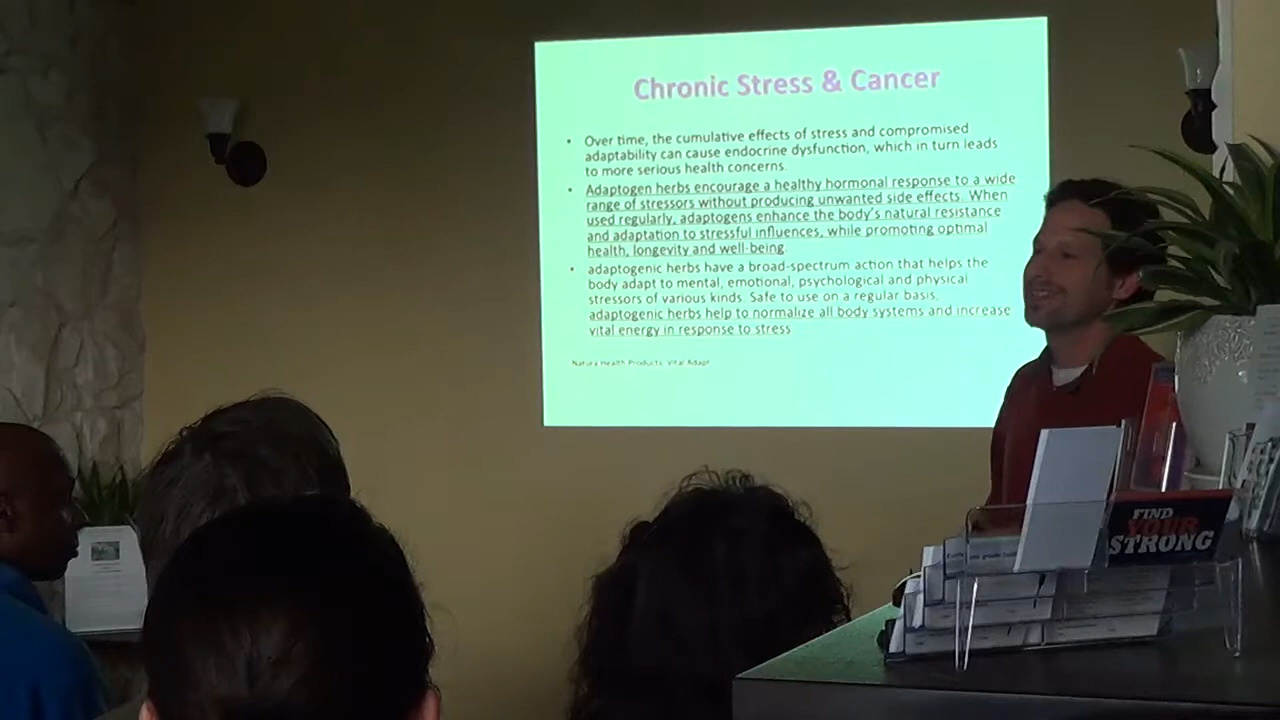 Chronic Stress & Cancer
• Over time, the cumulative effects of stress and compromised
adaptability can cause endocrine dysfunction, which in turn leads
to more serious health concerns.
• Adaptogen herbs encourage a healthy hormonal response to a wide
range of stressors without producing unwanted side effects. When
used regularly, adaptogens enhance the body's natural resistance
and adaptation to stressful influences, while promoting optimal
health, longevity and well-being.
• adaptogenic herbs have a broad-spectrum action that helps the
body adapt to mental, emotional, psychological and physical
stressors of various kinds. Safe to use on a regular basis,
adaptogenic herbs help to normalize all body systems and increase
vital energy in response to stress
Natura Health Products: Vital Adapt
FIND
YOUR
STRONG